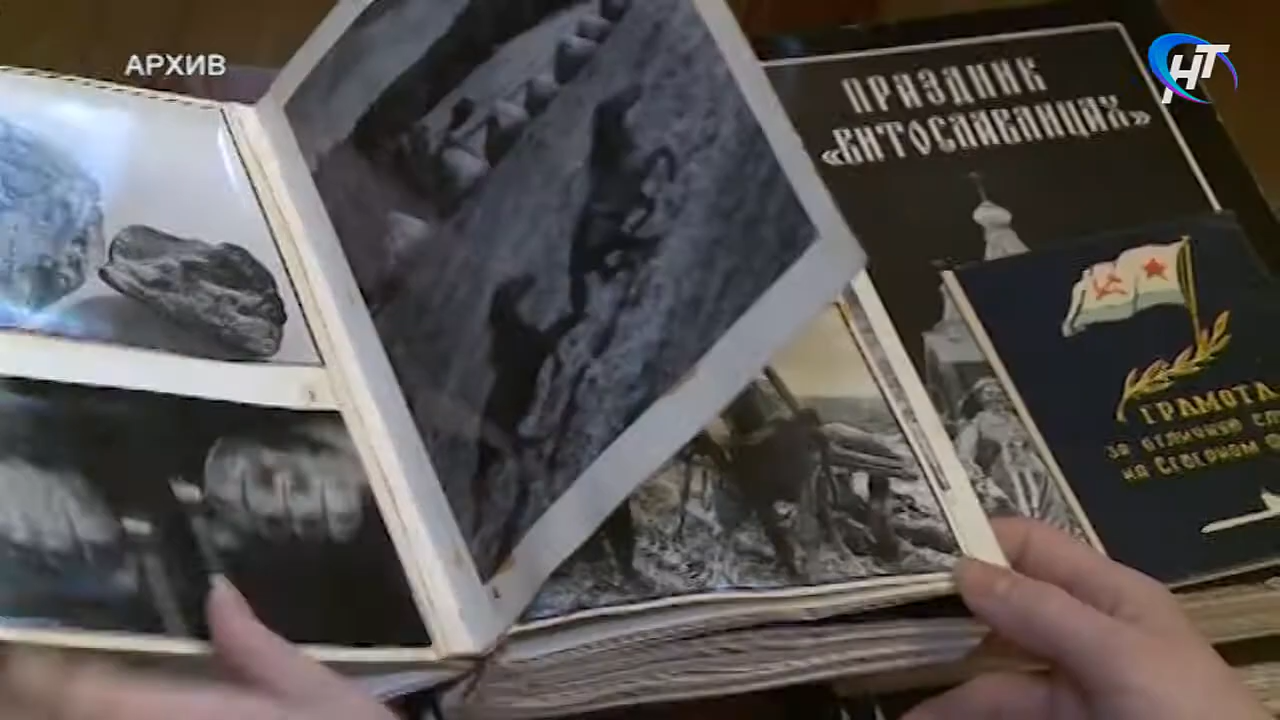 АРХИВ
НТ
ПРАЗДНИК
«ВИТОСЛАВЛИЦАХ»
ГРАМОТА
ЗА ОТЛИЧНУЮ
НА СЕВЕРНОМ